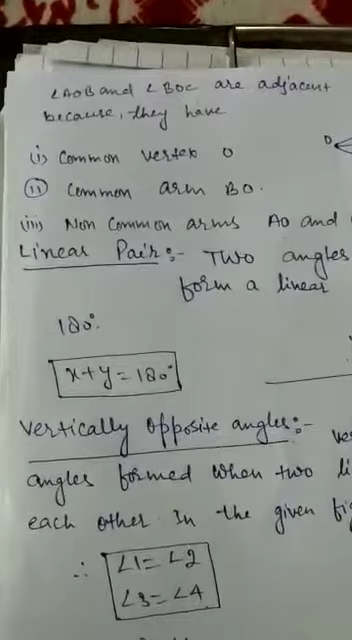 ∠AOB and ∠BOC are adjacent
because, they have
O
(i) Common vertex O
(ii) Common arm BO.
(iii) Non Common arms AO and
Linear Pair:- Two angles
form a linear
180°.
x+y=180°
Vertically opposite angles:-
angles formed when two
each other. In the given
∴ ∠1=∠2
∠3=∠4